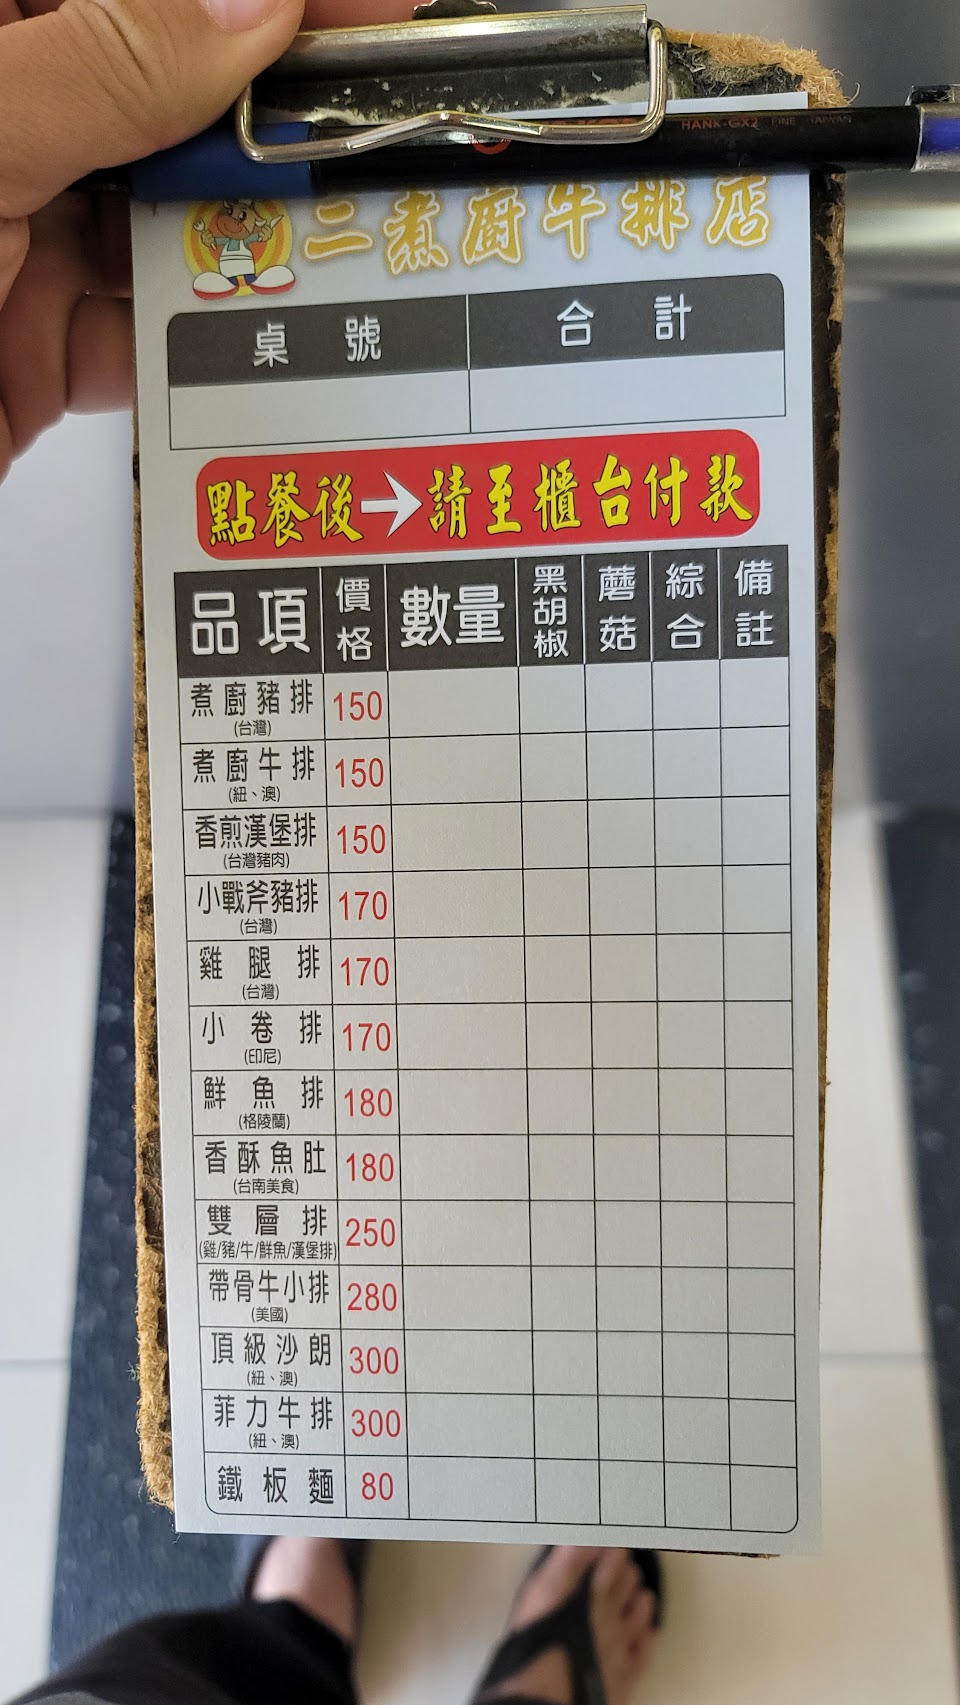 HANK-GX2 FINE TAIWAN
二煮廚牛排店
桌號 合計
點餐後→請至櫃台付款
品項 價格 數量 黑胡椒 蘑菇 綜合 備註
煮廚豬排 150
(台灣)
煮廚牛排 150
(紐、澳)
香煎漢堡排 150
(台灣豬肉)
小戰斧豬排 170
(台灣)
雞腿排 170
(台灣)
小卷排 170
(印尼)
鮮魚排 180
(格陵蘭)
香酥魚肚 180
(台南美食)
雙層排 250
(雞/豬/牛/鮮魚/漢堡排)
帶骨牛小排 280
(美國)
頂級沙朗 300
(紐、澳)
菲力牛排 300
(紐、澳)
鐵板麵 80